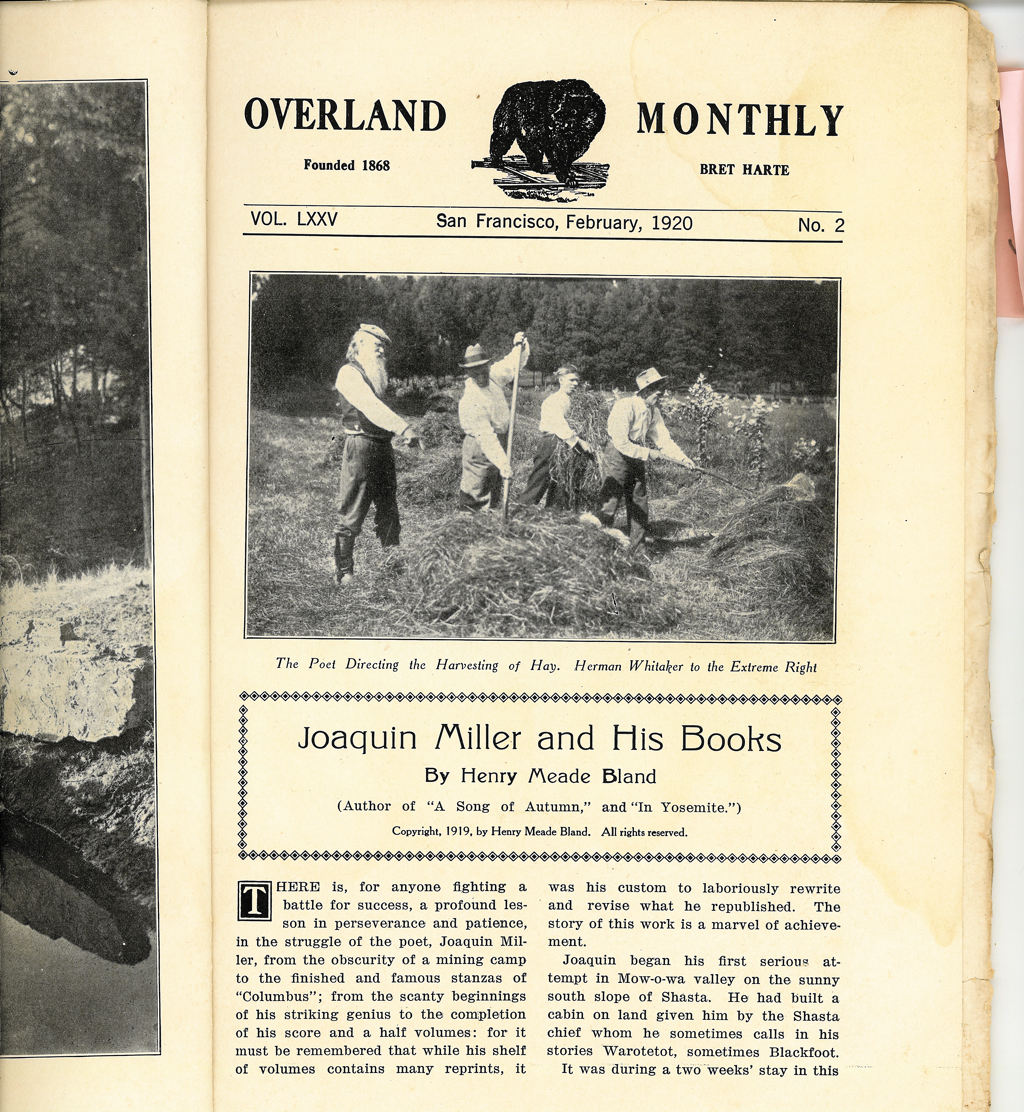 OVERLAND MONTHLY
Founded 1868 BRET HARTE
VOL. LXXV San Francisco, February, 1920 No. 2
The Poet Directing the Harvesting of Hay. Herman Whitaker to the Extreme Right
Joaquin Miller and His Books
By Henry Meade Bland
(Author of "A Song of Autumn," and "In Yosemite.")
Copyright, 1919, by Henry Meade Bland. All rights reserved.
THERE is, for anyone fighting a
battle for success, a profound les-
son in perseverance and patience,
in the struggle of the poet, Joaquin Mil-
ler, from the obscurity of a mining camp
to the finished and famous stanzas of
"Columbus"; from the scanty beginnings
of his striking genius to the completion
of his score and a half volumes: for it
must be remembered that while his shelf
of volumes contains many reprints, it
was his custom to laboriously rewrite
and revise what he republished. The
story of this work is a marvel of achieve-
ment.
Joaquin began his first serious at-
tempt in Mow-o-wa valley on the sunny
south slope of Shasta. He had built a
cabin on land given him by the Shasta
chief whom he sometimes calls in his
stories Warotetot, sometimes Blackfoot.
It was during a two weeks' stay in this